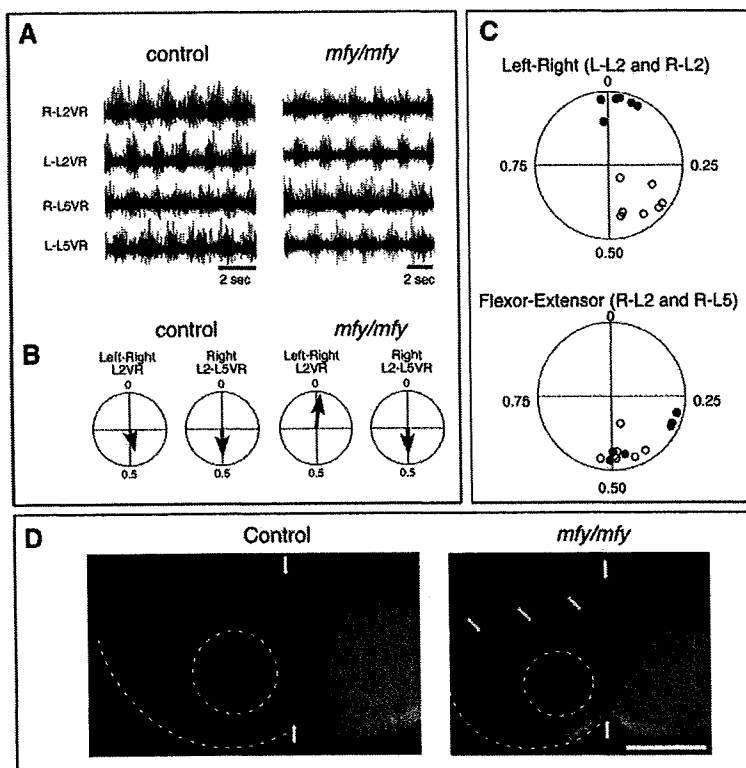 A
control mfy/mfy
R-L2VR
L-L2VR
R-L5VR
L-L5VR
2 sec 2 sec
B
control mfy/mfy
Left-Right Right Left-Right Right
L2VR L2-L5VR L2VR L2-L5VR
0 0 0 0
0.5 0.5 0.5 0.5
C
Left-Right (L-L2 and R-L2)
0
0.75 0.25
0.50
Flexor-Extensor (R-L2 and R-L5)
0
0.75 0.25
0.50
D
Control mfy/mfy